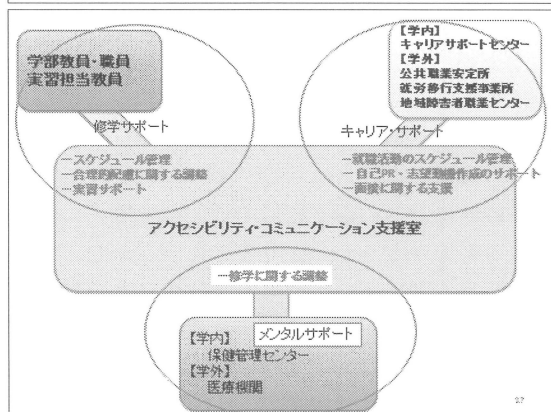 学部教員・職員
実習担当教員
修学サポート
－スケジュール管理
－合理的配慮に関する調整
－実習サポート
【学内】
キャリアサポートセンター
【学外】
公共職業安定所
就労移行支援事業所
地域障害者職業センター
キャリア・サポート
－就職活動のスケジュール管理
－自己PR・志望動機作成のサポート
－面接に関する支援
アクセシビリティ・コミュニケーション支援室
－修学に関する調整
メンタルサポート
【学内】
保健管理センター
【学外】
医療機関
27